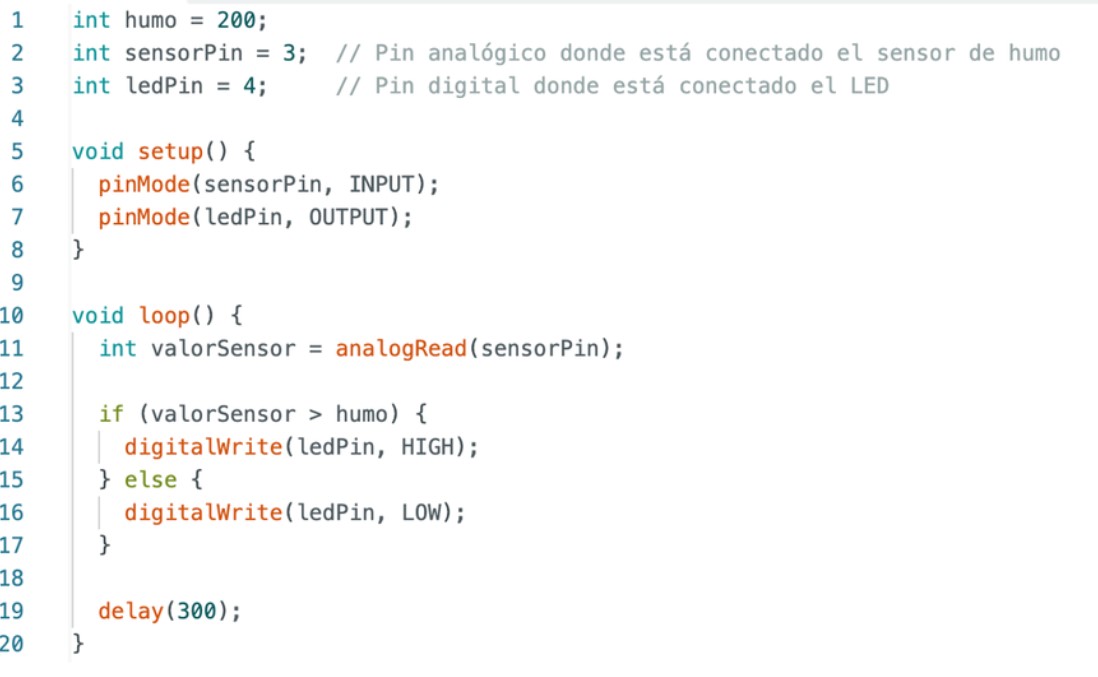 1 int humo = 200;
2 int sensorPin = 3;  // Pin analógico donde está conectado el sensor de humo
3 int ledPin = 4;     // Pin digital donde está conectado el LED
4
5 void setup() {
6   pinMode(sensorPin, INPUT);
7   pinMode(ledPin, OUTPUT);
8 }
9
10 void loop() {
11   int valorSensor = analogRead(sensorPin);
12
13   if (valorSensor > humo) {
14     digitalWrite(ledPin, HIGH);
15   } else {
16     digitalWrite(ledPin, LOW);
17   }
18
19   delay(300);
20 }